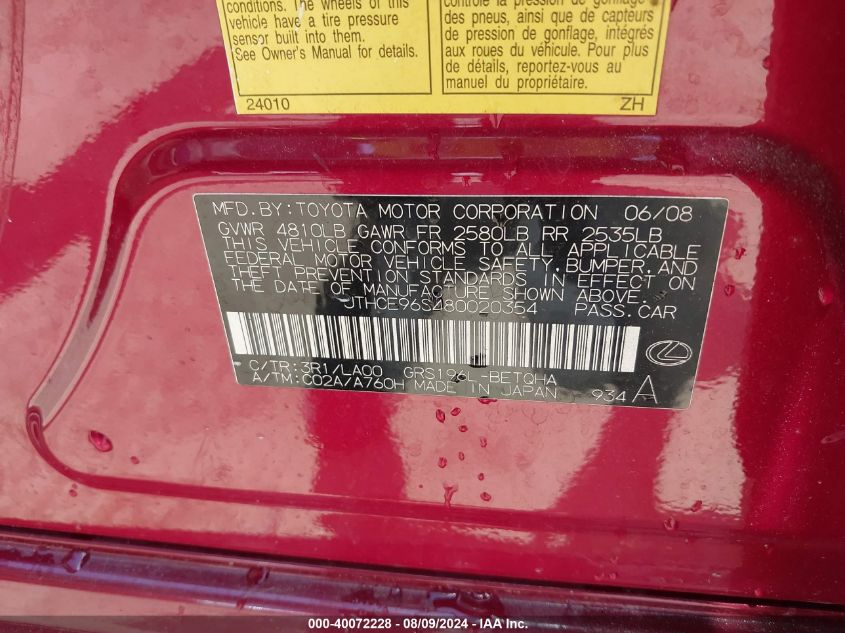 conditions. The wheels of this
vehicle have a tire pressure
sensor built into them.
See Owner's Manual for details.
contrôle la pression de gonflage
des pneus, ainsi que de capteurs
de pression de gonflage, intégrés
aux roues du véhicule. Pour plus
de détails, reportez-vous au
manuel du propriétaire.
24010
ZH
MFD.BY:TOYOTA MOTOR CORPORATION 06/08
GVWR 4810LB GAWR FR 2580LB RR 2535LB
THIS VEHICLE CONFORMS TO ALL APPLICABLE
FEDERAL MOTOR VEHICLE SAFETY,BUMPER,AND
THEFT PREVENTION STANDARDS IN EFFECT ON
THE DATE OF MANUFACTURE SHOWN ABOVE.
JTHCE96S480020354 PASS.CAR
C/TR:3R1/LA00 GRS196L-BETQHA
A/TM:C02A/A760H MADE IN JAPAN 934 A
000-40072228 - 08/09/2024 - IAA Inc.